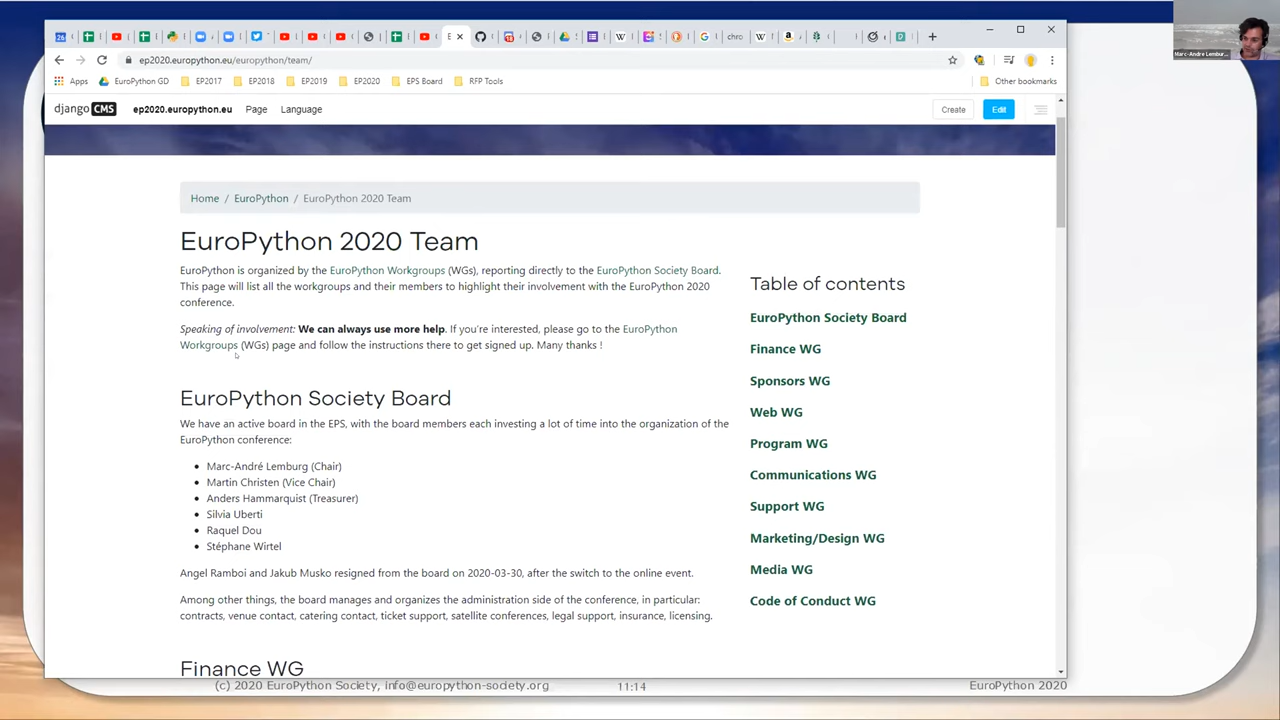 26
E
ep2020.europython.eu/europython/team/
Apps EuroPython GD EP2017 EP2018 EP2019 EP2020 EPS Board RFP Tools Other bookmarks
django CMS ep2020.europython.eu Page Language Create Edit
Home / EuroPython / EuroPython 2020 Team
EuroPython 2020 Team
EuroPython is organized by the EuroPython Workgroups (WGs), reporting directly to the EuroPython Society Board.
This page will list all the workgroups and their members to highlight their involvement with the EuroPython 2020
conference.
Speaking of involvement: We can always use more help. If you're interested, please go to the EuroPython
Workgroups (WGs) page and follow the instructions there to get signed up. Many thanks !
EuroPython Society Board
We have an active board in the EPS, with the board members each investing a lot of time into the organization of the
EuroPython conference:
Marc-André Lemburg (Chair)
Martin Christen (Vice Chair)
Anders Hammarquist (Treasurer)
Silvia Uberti
Raquel Dou
Stéphane Wirtel
Angel Ramboi and Jakub Musko resigned from the board on 2020-03-30, after the switch to the online event.
Among other things, the board manages and organizes the administration side of the conference, in particular:
contracts, venue contact, catering contact, ticket support, satellite conferences, legal support, insurance, licensing.
Finance WG
Table of contents
EuroPython Society Board
Finance WG
Sponsors WG
Web WG
Program WG
Communications WG
Support WG
Marketing/Design WG
Media WG
Code of Conduct WG
(c) 2020 EuroPython Society, info@europython-society.org 11:14 EuroPython 2020
Marc-Andre Lembur...